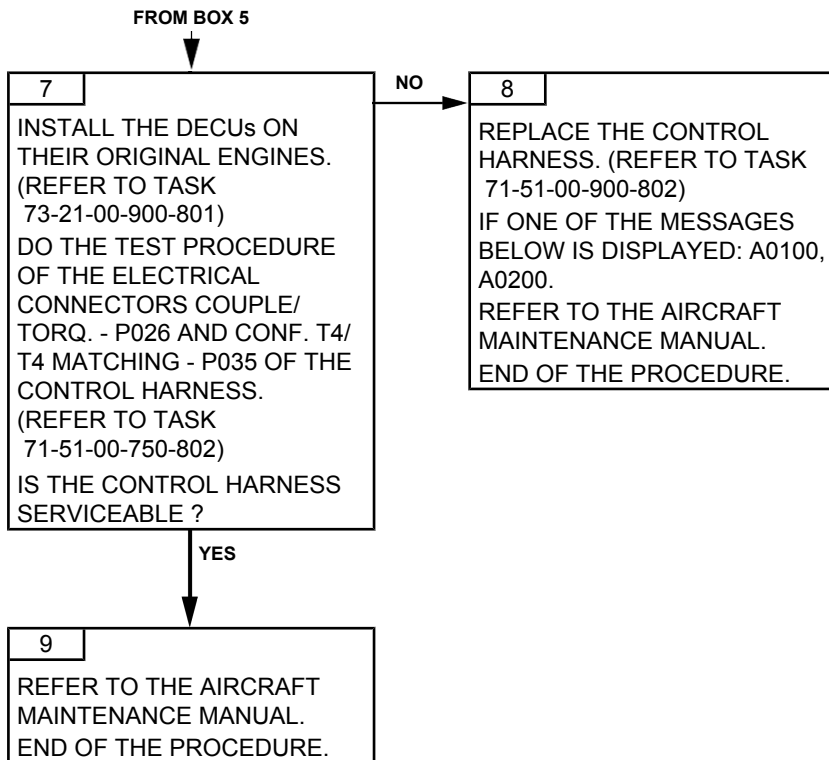 FROM BOX 5
7
INSTALL THE DECUs ON
THEIR ORIGINAL ENGINES.
(REFER TO TASK
73-21-00-900-801)
DO THE TEST PROCEDURE
OF THE ELECTRICAL
CONNECTORS COUPLE/
TORQ. - P026 AND CONF. T4/
T4 MATCHING - P035 OF THE
CONTROL HARNESS.
(REFER TO TASK
71-51-00-750-802)
IS THE CONTROL HARNESS
SERVICEABLE ?
NO
8
REPLACE THE CONTROL
HARNESS. (REFER TO TASK
71-51-00-900-802)
IF ONE OF THE MESSAGES
BELOW IS DISPLAYED: A0100,
A0200.
REFER TO THE AIRCRAFT
MAINTENANCE MANUAL.
END OF THE PROCEDURE.
YES
9
REFER TO THE AIRCRAFT
MAINTENANCE MANUAL.
END OF THE PROCEDURE.